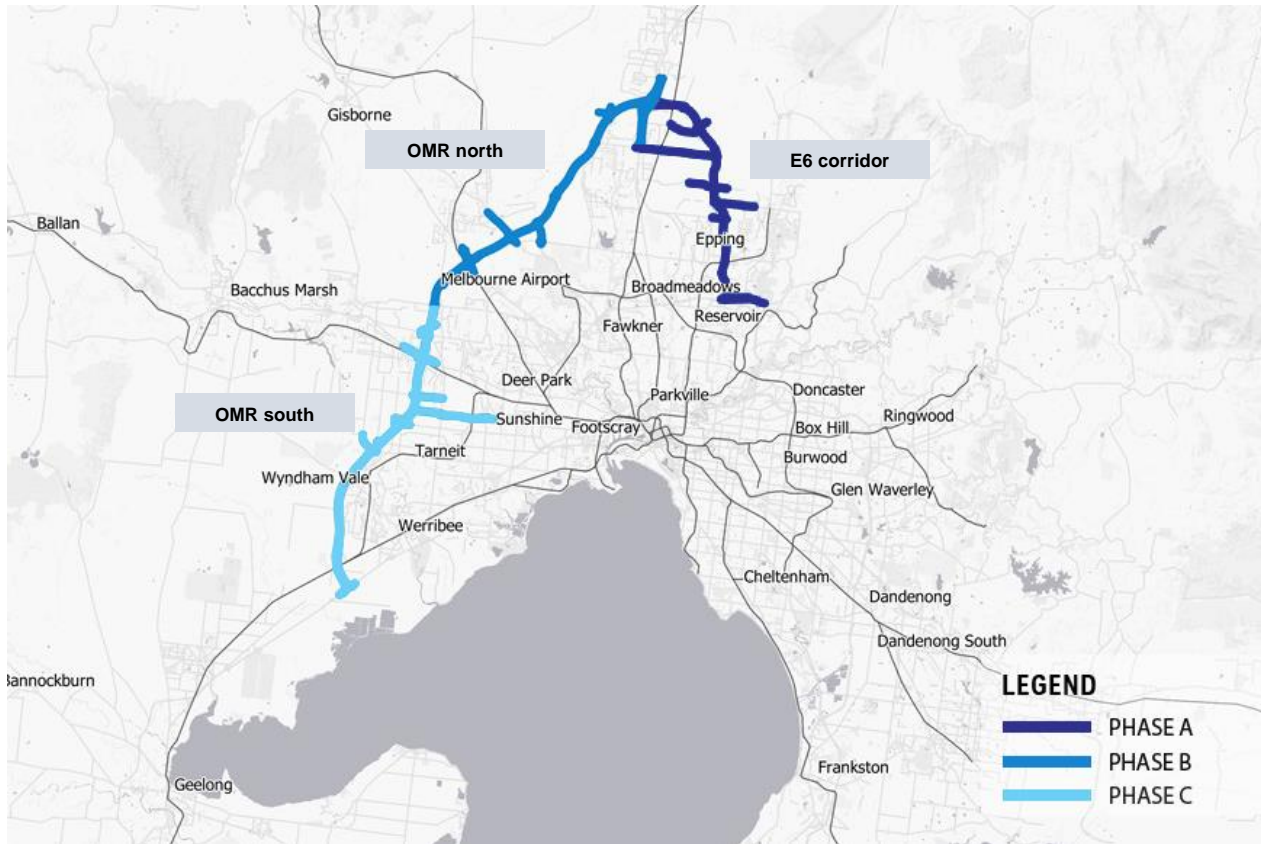 Gisborne
OMR north
E6 corridor
Ballan
Epping
Melbourne Airport
Bacchus Marsh
Broadmeadows
Reservoir
Fawkner
Deer Park
Parkville
Doncaster
OMR south
Sunshine
Footscray
Ringwood
Box Hill
Tarneit
Burwood
Wyndham Vale
Glen Waverley
Werribee
Cheltenham
Dandenong
Dandenong South
Bannockburn
LEGEND
PHASE A
PHASE B
Frankston
Geelong
PHASE C